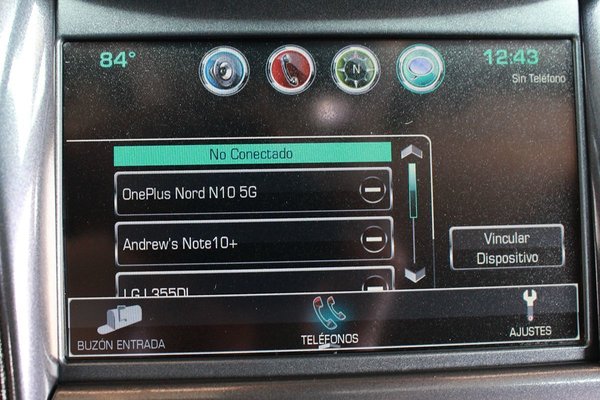 84°
N
12:43
Sin Teléfono
No Conectado
OnePlus Nord N10 5G
Andrew's Note10+
Vincular
Dispositivo
BUZÓN ENTRADA
TELÉFONOS
AJUSTES